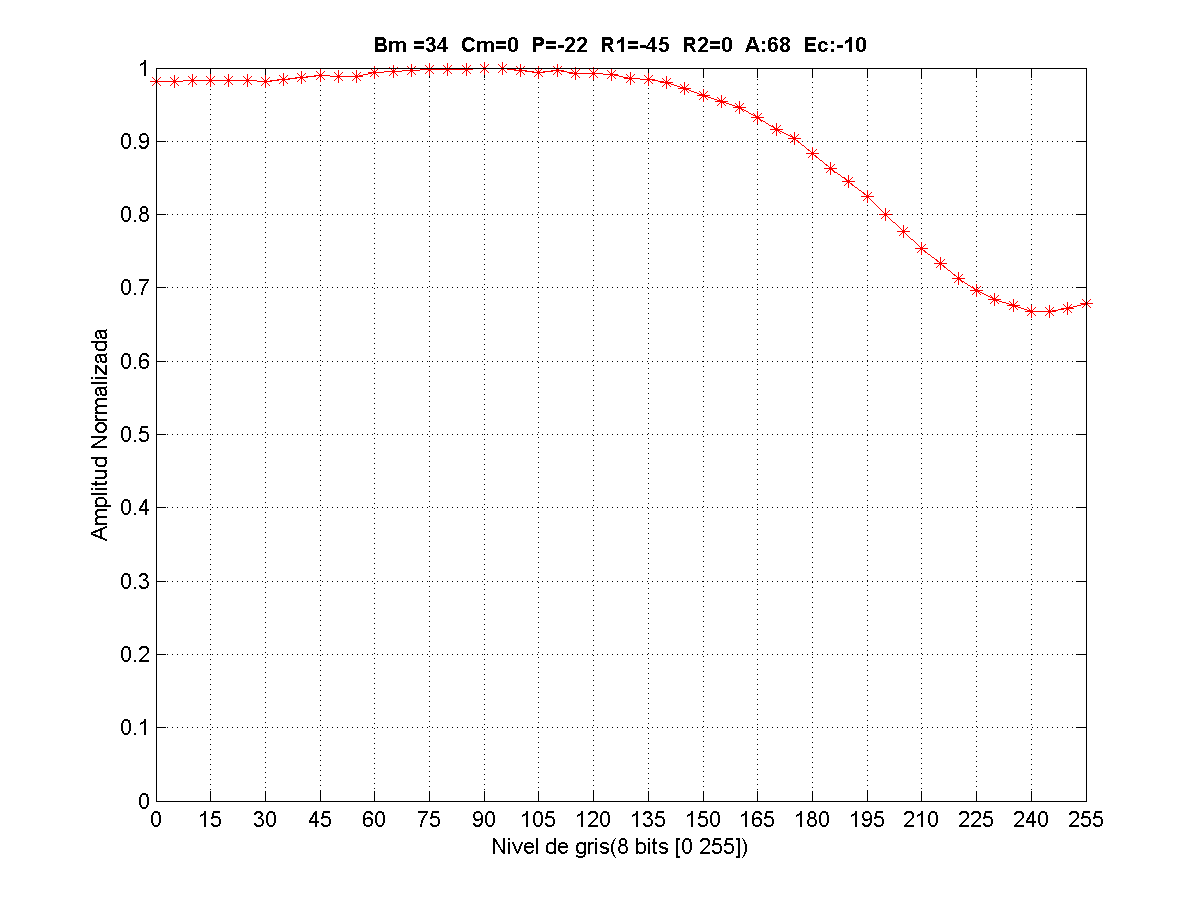 Bm =34 Cm=0 P=-22 R1=-45 R2=0 A:68 Ec:-10
1
0.9
0.8
0.7
0.6
0.5
0.4
0.3
0.2
0.1
0
Amplitud Normalizada
0 15 30 45 60 75 90 105 120 135 150 165 180 195 210 225 240 255
Nivel de gris(8 bits [0 255])